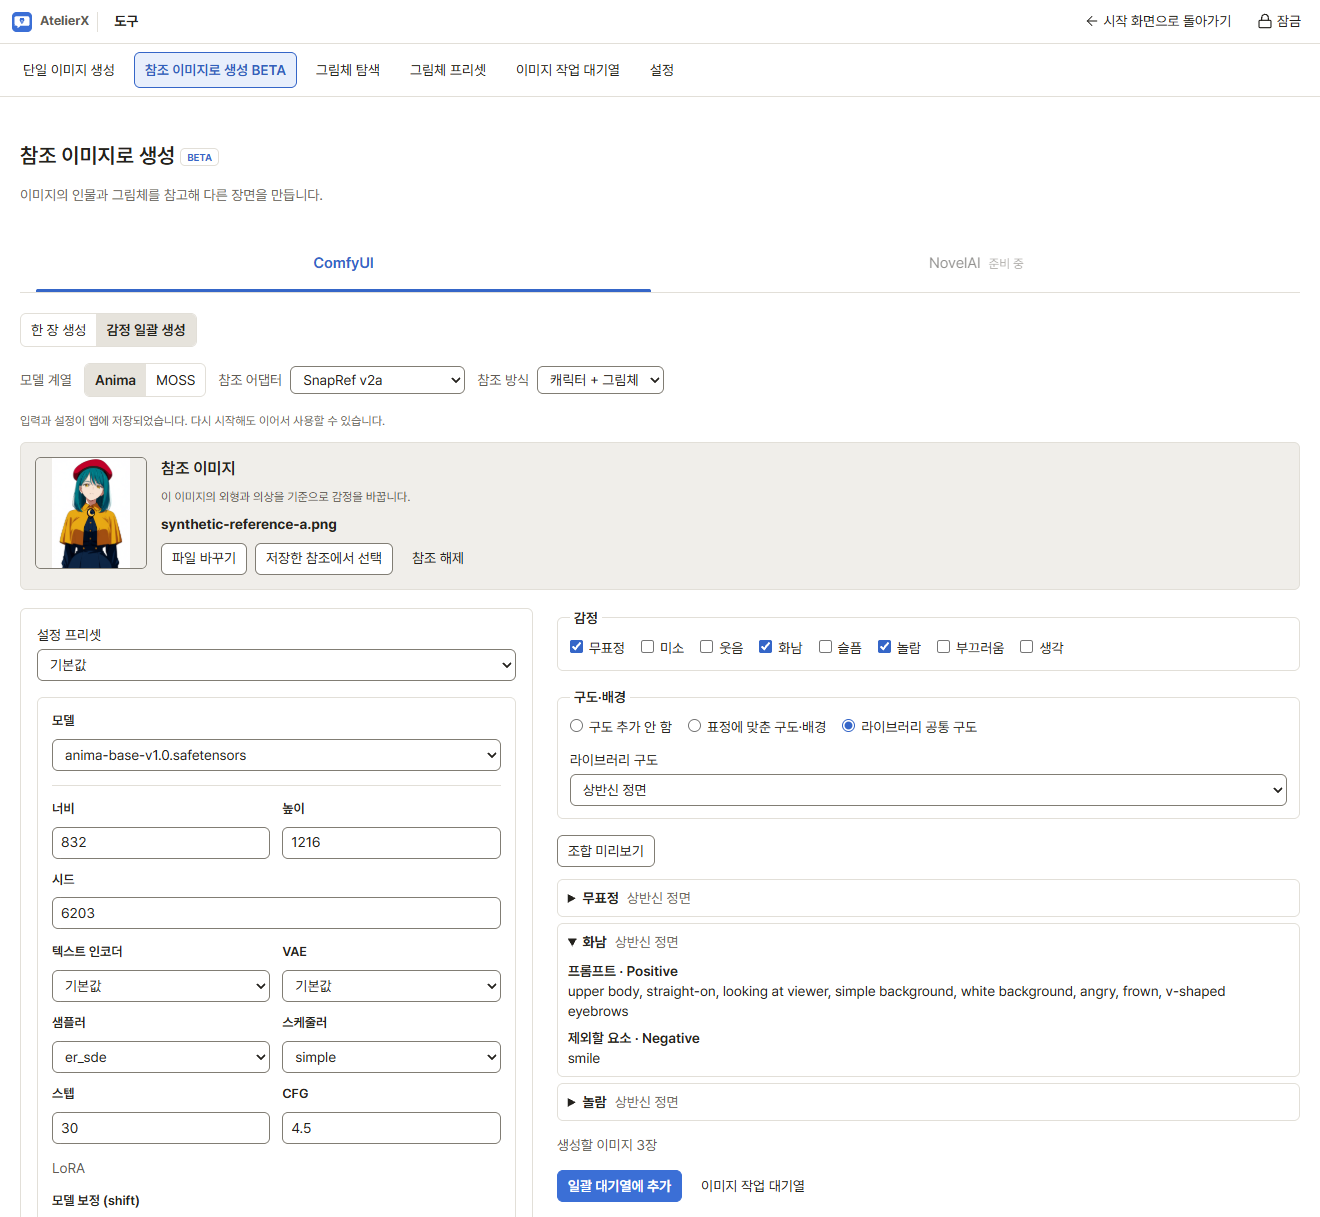 AtelierX 도구 ← 시작 화면으로 돌아가기 잠금
단일 이미지 생성 참조 이미지로 생성 BETA 그림체 탐색 그림체 프리셋 이미지 작업 대기열 설정
참조 이미지로 생성 BETA
이미지의 인물과 그림체를 참고해 다른 장면을 만듭니다.
ComfyUI NovelAI 준비 중
한 장 생성 감정 일괄 생성
모델 계열 Anima MOSS 참조 어댑터 SnapRef v2a 참조 방식 캐릭터 + 그림체
입력과 설정이 앱에 저장되었습니다. 다시 시작해도 이어서 사용할 수 있습니다.
참조 이미지
이 이미지의 외형과 의상을 기준으로 감정을 바꿉니다.
synthetic-reference-a.png
파일 바꾸기 저장한 참조에서 선택 참조 해제
설정 프리셋
기본값
모델
anima-base-v1.0.safetensors
너비 높이
832 1216
시드
6203
텍스트 인코더 VAE
기본값 기본값
샘플러 스케줄러
er_sde simple
스텝 CFG
30 4.5
LoRA
모델 보정 (shift)
감정
무표정 미소 웃음 화남 슬픔 놀람 부끄러움 생각
구도·배경
구도 추가 안 함 표정에 맞춘 구도·배경 라이브러리 공통 구도
라이브러리 구도
상반신 정면
조합 미리보기
▶ 무표정 상반신 정면
▼ 화남 상반신 정면
프롬프트 · Positive
upper body, straight-on, looking at viewer, simple background, white background, angry, frown, v-shaped
eyebrows
제외할 요소 · Negative
smile
▶ 놀람 상반신 정면
생성할 이미지 3장
일괄 대기열에 추가 이미지 작업 대기열